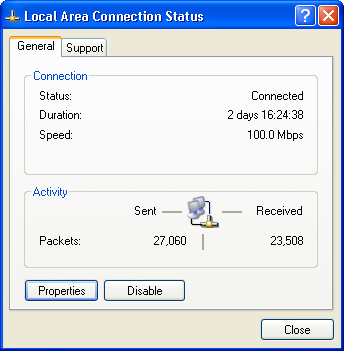 Local Area Connection Status
General Support
Connection
Status: Connected
Duration: 2 days 16:24:38
Speed: 100.0 Mbps
Activity
Sent Received
Packets: 27,060 23,508
Properties Disable
Close